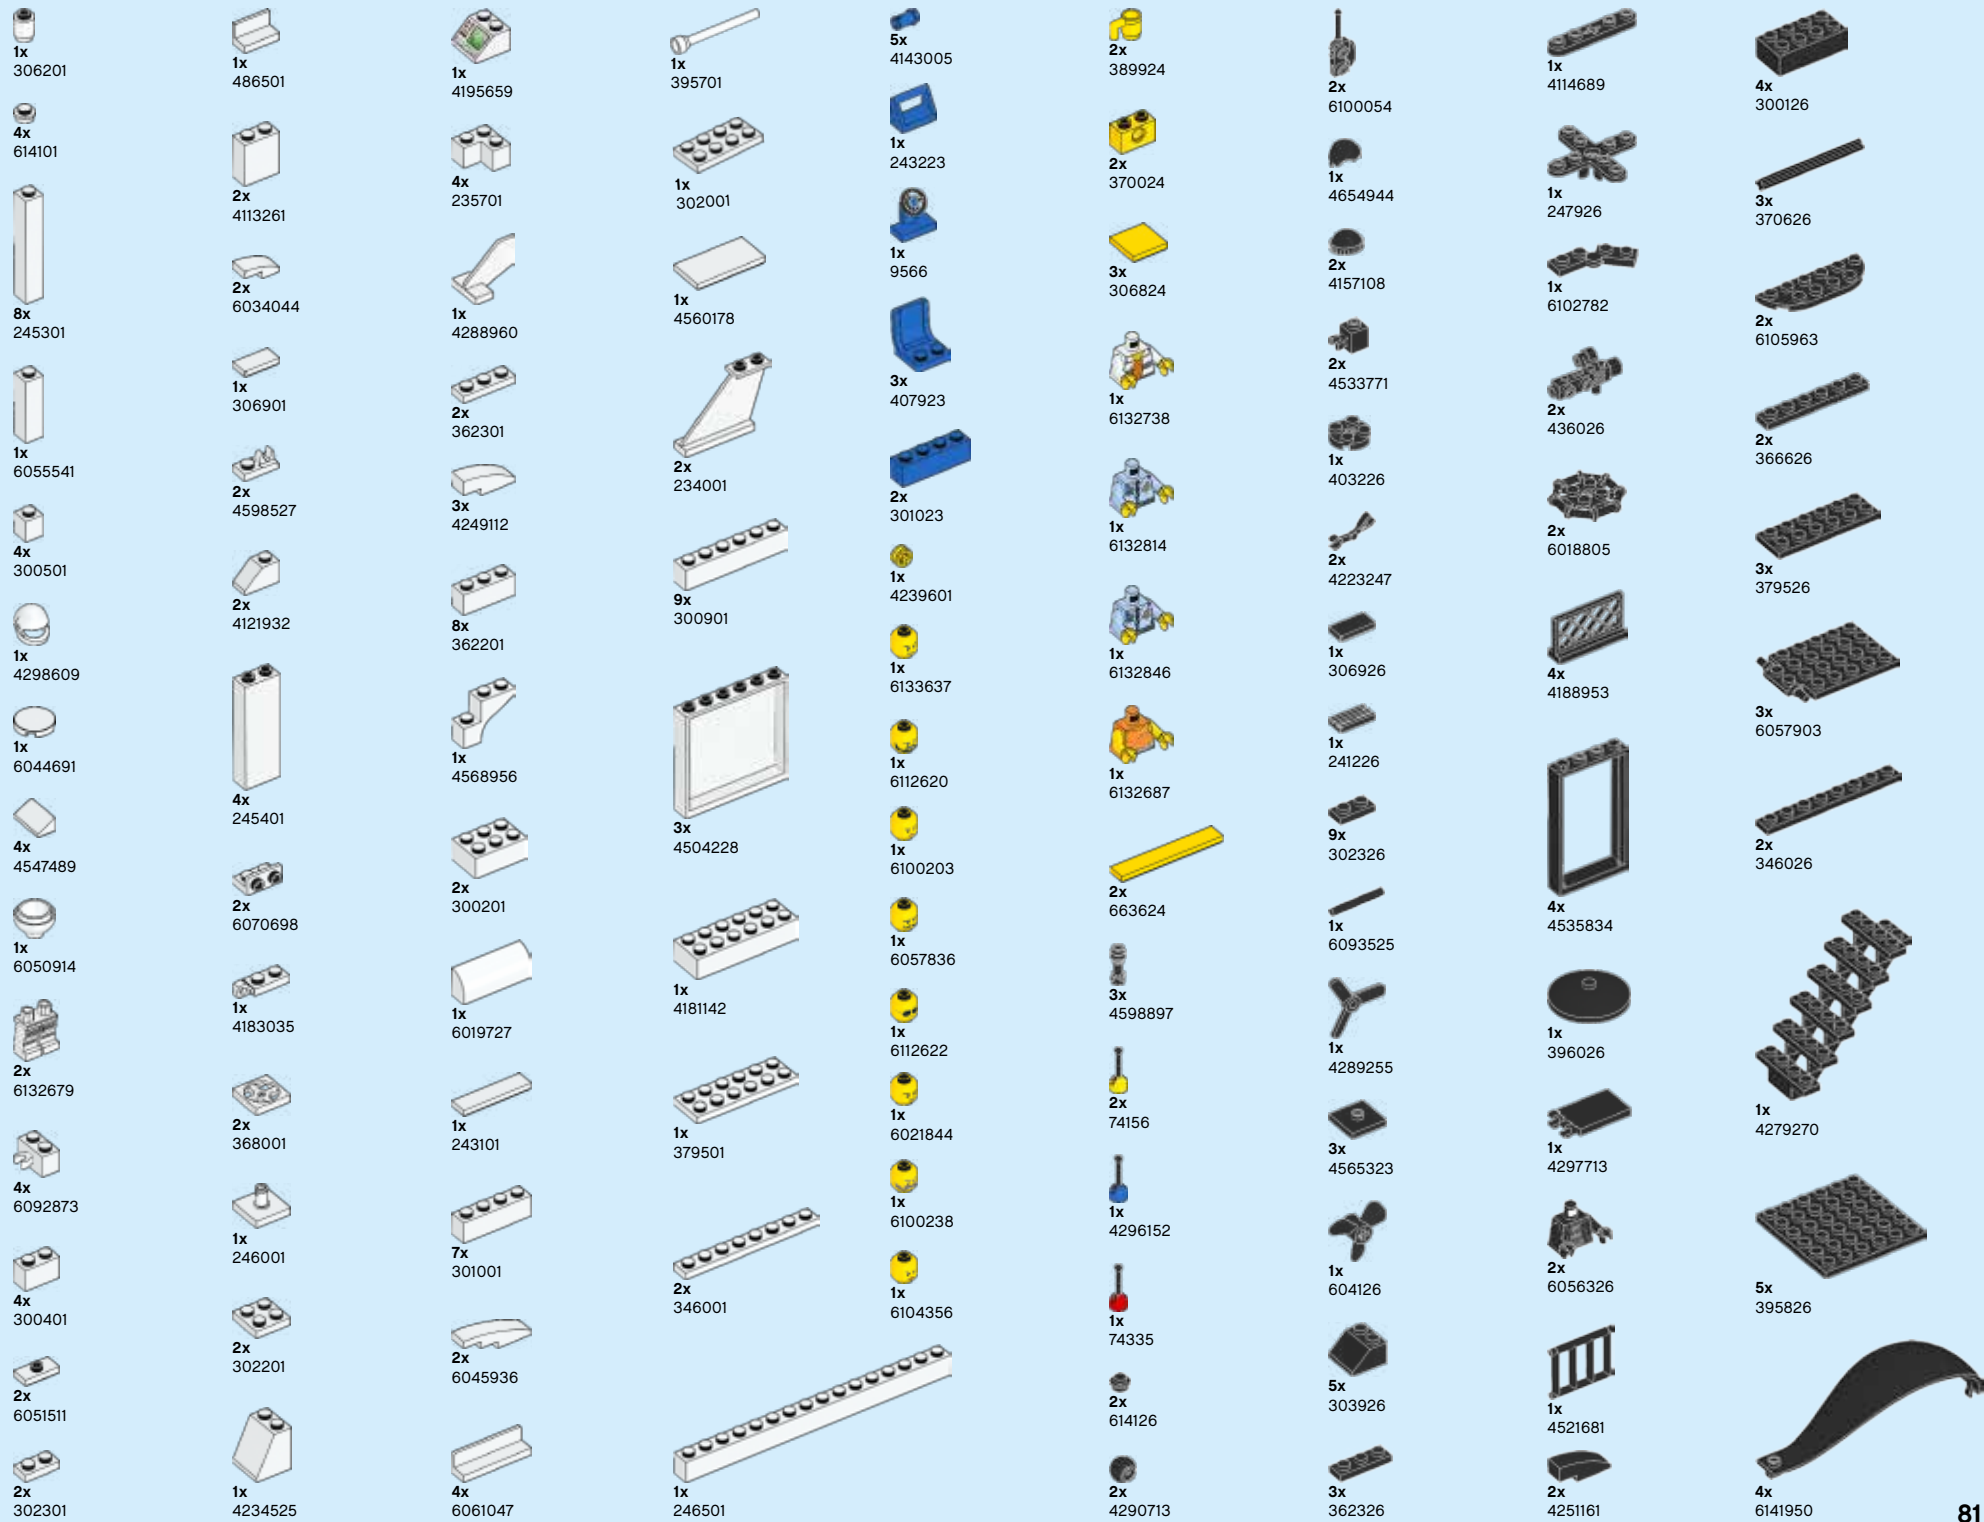 1x
306201
4x
614101
8x
245301
1x
6055541
4x
300501
1x
4298609
1x
6044691
4x
4547489
1x
6050914
2x
6132679
4x
6092873
4x
300401
2x
6051511
2x
302301
1x
486501
2x
4113261
2x
6034044
1x
306901
2x
4598527
2x
4121932
4x
245401
2x
6070698
1x
4183035
2x
368001
1x
246001
2x
302201
1x
4234525
1x
4195659
4x
235701
1x
4288960
2x
362301
3x
4249112
8x
362201
1x
4568956
2x
300201
1x
6019727
1x
243101
7x
301001
2x
6045936
4x
6061047
1x
395701
1x
302001
1x
4560178
2x
234001
9x
300901
3x
4504228
1x
4181142
1x
379501
2x
346001
1x
246501
5x
4143005
1x
243223
1x
9566
3x
407923
2x
301023
1x
4239601
1x
6133637
1x
6112620
1x
6100203
1x
6057836
1x
6112622
1x
6021844
1x
6100238
1x
6104356
2x
389924
2x
370024
3x
306824
1x
6132738
1x
6132814
1x
6132846
1x
6132687
2x
663624
3x
4598897
2x
74156
1x
4296152
1x
74335
2x
614126
2x
4290713
2x
6100054
1x
4654944
2x
4157108
2x
4533771
1x
403226
2x
4223247
1x
306926
1x
241226
9x
302326
1x
6093525
1x
4289255
3x
4565323
1x
604126
5x
303926
3x
362326
1x
4114689
1x
247926
1x
6102782
2x
436026
2x
6018805
4x
4188953
4x
4535834
1x
396026
1x
4297713
2x
6056326
1x
4521681
2x
4251161
4x
300126
3x
370626
2x
6105963
2x
366626
3x
379526
3x
6057903
2x
346026
1x
4279270
5x
395826
4x
6141950
81